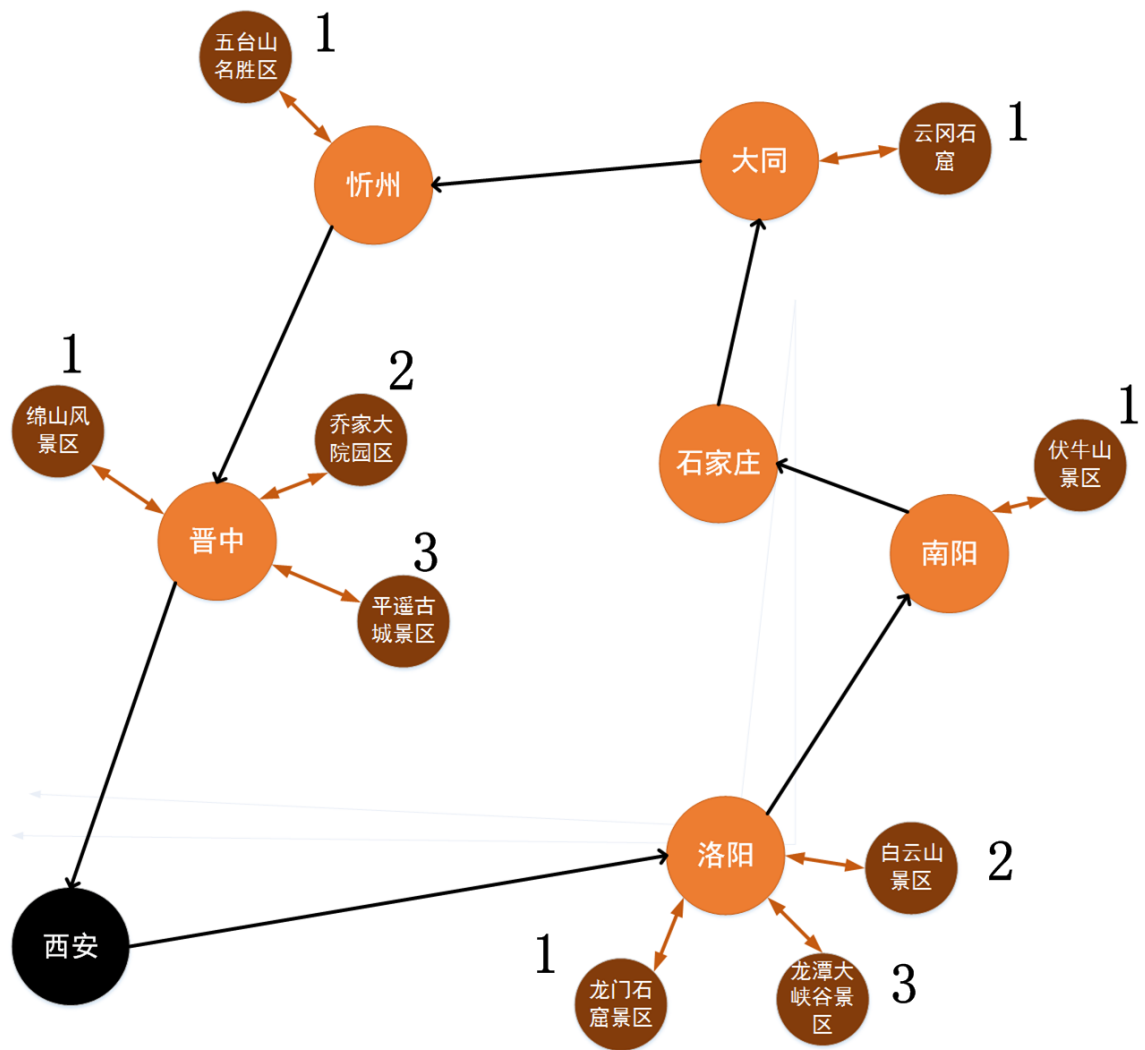 五台山
名胜区
1
忻州
大同
云冈石
窟
1
绵山风
景区
1
乔家大
院园区
2
晋中
平遥古
城景区
3
石家庄
南阳
伏牛山
景区
1
西安
洛阳
白云山
景区
2
龙门石
窟景区
1
龙潭大
峡谷景
区
3